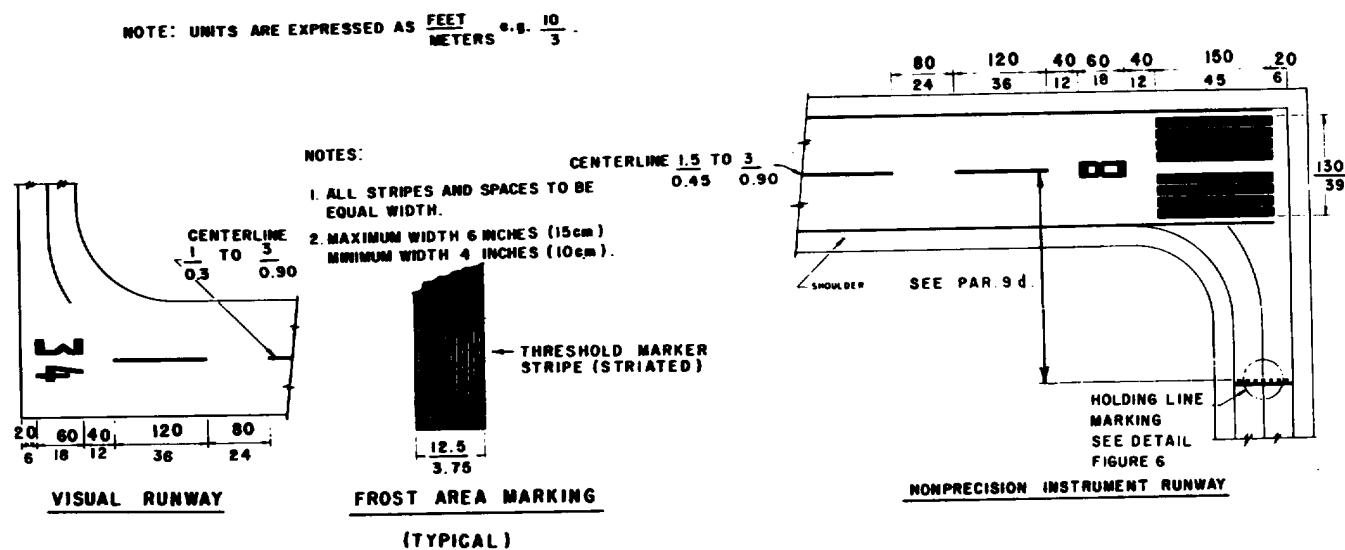 NOTE: UNITS ARE EXPRESSED AS FEET/METERS e.g. 10/3.
NOTES:
1. ALL STRIPES AND SPACES TO BE
EQUAL WIDTH.
2. MAXIMUM WIDTH 6 INCHES (15cm)
MINIMUM WIDTH 4 INCHES (10cm).
CENTERLINE
1/0.3 TO 3/0.90
34
20/6 60/18 40/12 120/36 80/24
VISUAL RUNWAY
THRESHOLD MARKER
STRIPE (STRIATED)
12.5/3.75
FROST AREA MARKING
(TYPICAL)
80/24 120/36 40/12 60/18 40/12 150/45 20/6
CENTERLINE 1.5/0.45 TO 3/0.90
130/39
SHOULDER
SEE PAR. 9d.
HOLDING LINE
MARKING
SEE DETAIL
FIGURE 6
NONPRECISION INSTRUMENT RUNWAY